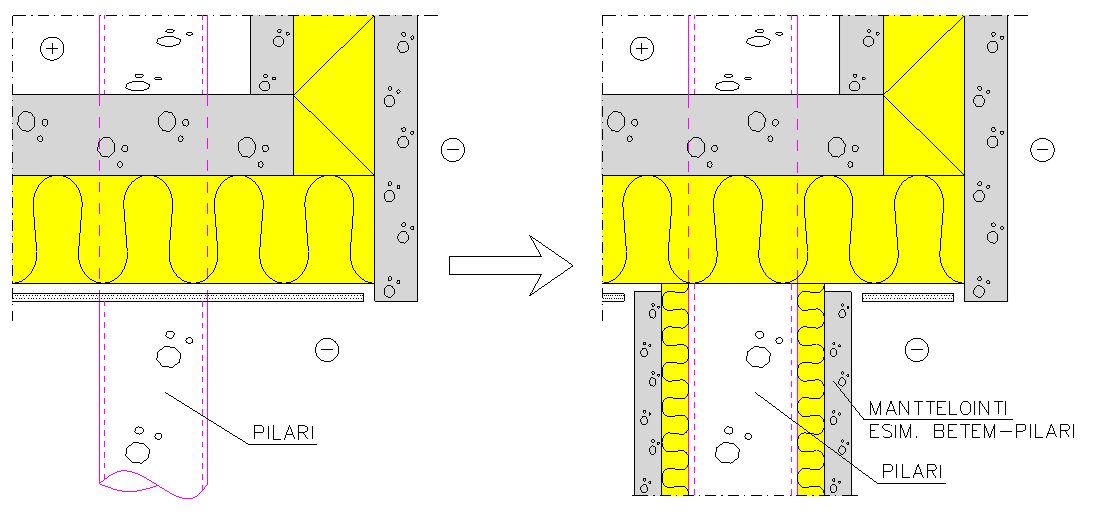 PILARI
MANTTELOINTI
ESIM. BETEM-PILARI
PILARI